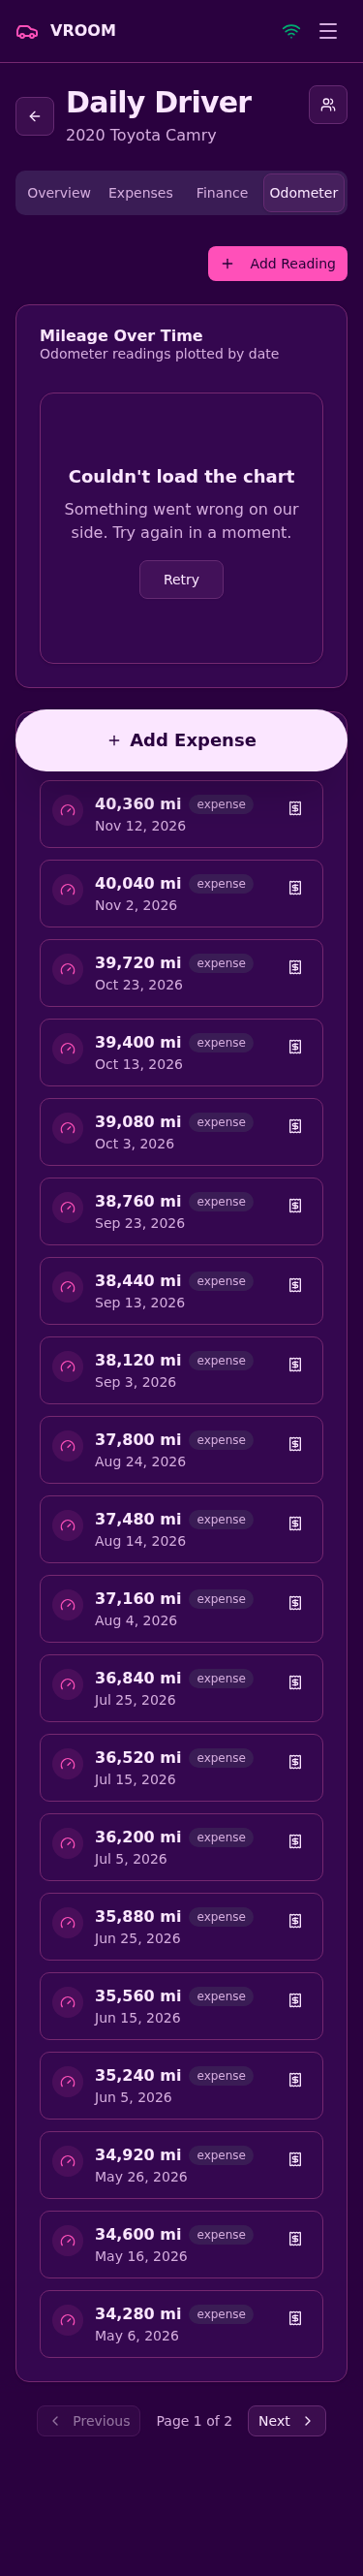 VROOM
Daily Driver
2020 Toyota Camry
Overview Expenses Finance Odometer
Add Reading
Mileage Over Time
Odometer readings plotted by date
Couldn't load the chart
Something went wrong on our
side. Try again in a moment.
Retry
Add Expense
40,360 mi expense
Nov 12, 2026
40,040 mi expense
Nov 2, 2026
39,720 mi expense
Oct 23, 2026
39,400 mi expense
Oct 13, 2026
39,080 mi expense
Oct 3, 2026
38,760 mi expense
Sep 23, 2026
38,440 mi expense
Sep 13, 2026
38,120 mi expense
Sep 3, 2026
37,800 mi expense
Aug 24, 2026
37,480 mi expense
Aug 14, 2026
37,160 mi expense
Aug 4, 2026
36,840 mi expense
Jul 25, 2026
36,520 mi expense
Jul 15, 2026
36,200 mi expense
Jul 5, 2026
35,880 mi expense
Jun 25, 2026
35,560 mi expense
Jun 15, 2026
35,240 mi expense
Jun 5, 2026
34,920 mi expense
May 26, 2026
34,600 mi expense
May 16, 2026
34,280 mi expense
May 6, 2026
Previous Page 1 of 2 Next